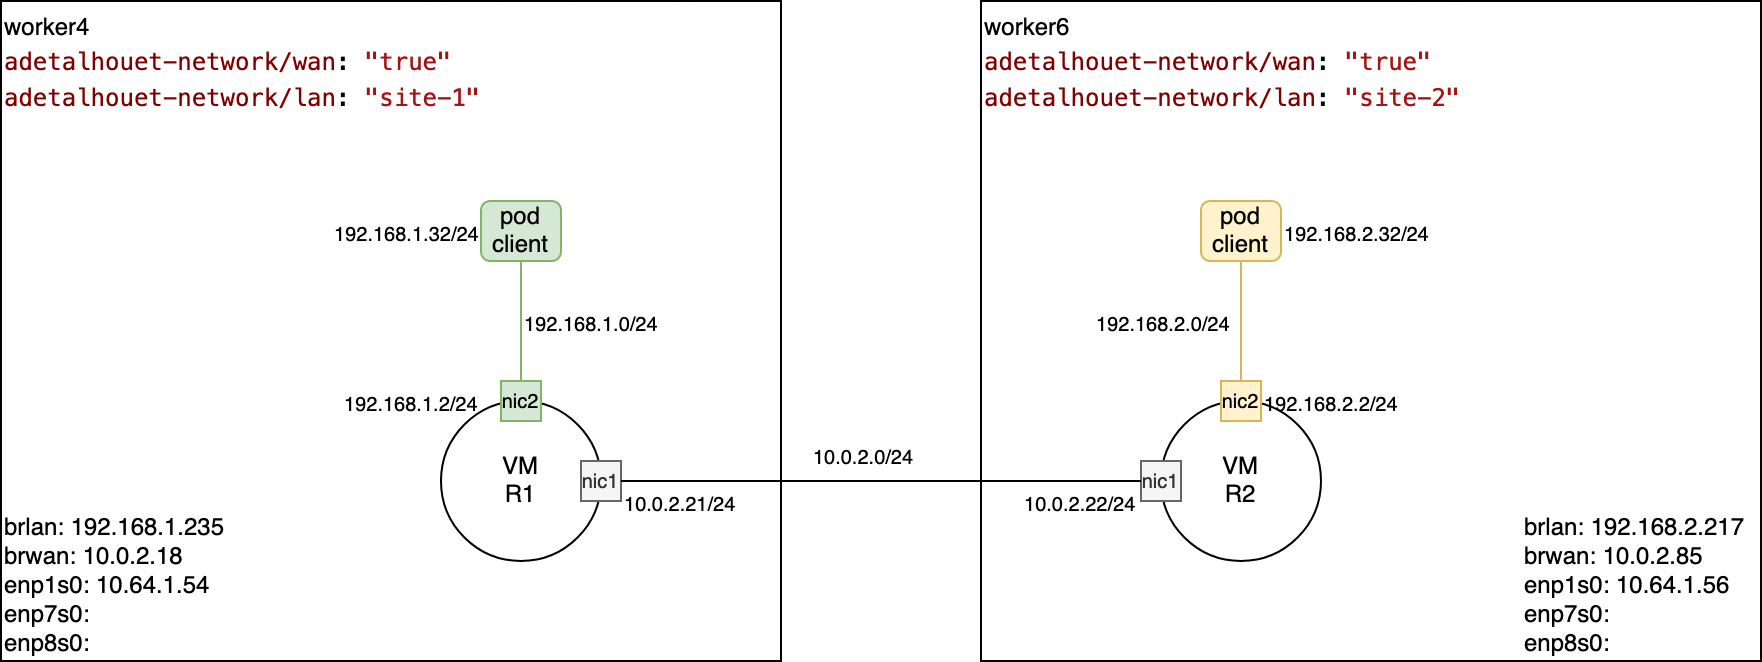 worker4
adetalhouet-network/wan: "true"
adetalhouet-network/lan: "site-1"
pod
client
192.168.1.32/24
192.168.1.0/24
nic2
192.168.1.2/24
VM
R1
nic1
10.0.2.21/24
brlan: 192.168.1.235
brwan: 10.0.2.18
enp1s0: 10.64.1.54
enp7s0:
enp8s0:
10.0.2.0/24
worker6
adetalhouet-network/wan: "true"
adetalhouet-network/lan: "site-2"
pod
client
192.168.2.32/24
192.168.2.0/24
nic2
192.168.2.2/24
VM
R2
nic1
10.0.2.22/24
brlan: 192.168.2.217
brwan: 10.0.2.85
enp1s0: 10.64.1.56
enp7s0:
enp8s0: